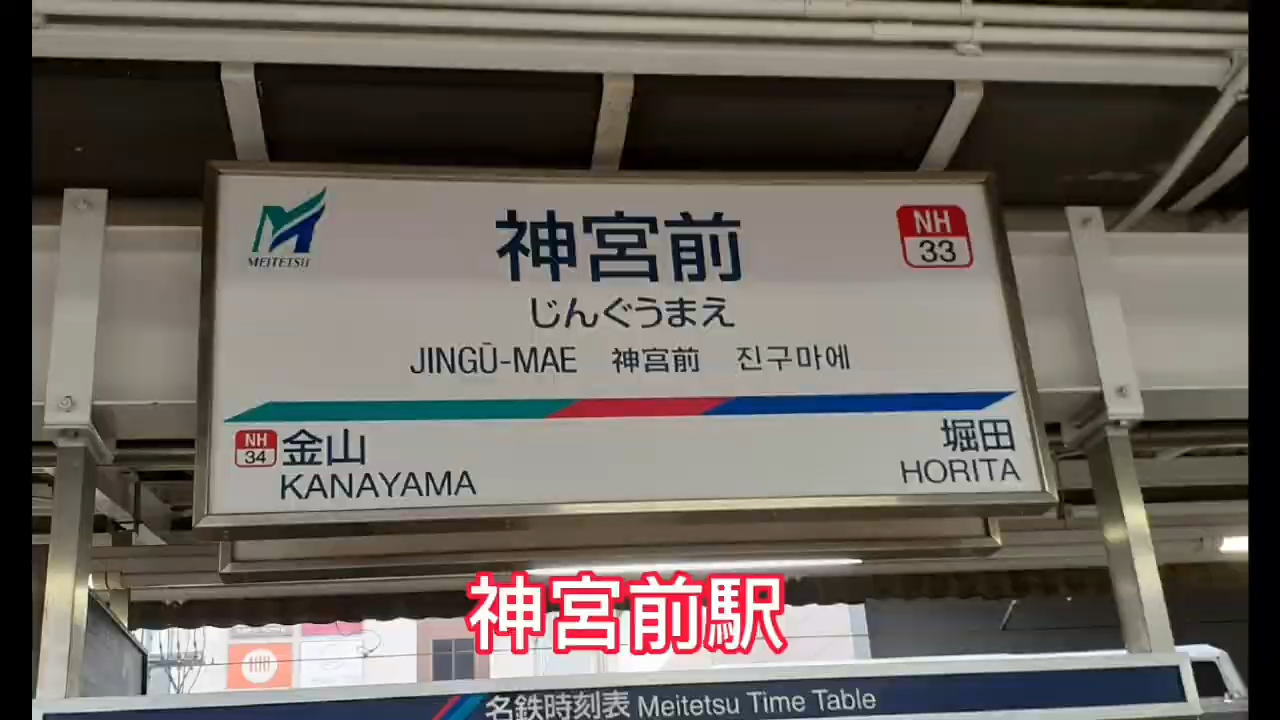 MEITETSU
神宮前
NH
33
じんぐうまえ
JINGŪ-MAE 神宮前 진구마에
NH
34
金山
KANAYAMA
堀田
HORITA
神宮前駅
名鉄時刻表 Meitetsu Time Table